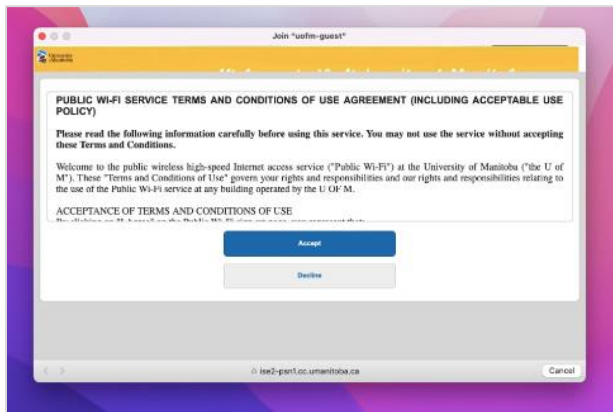 Join "uofm-guest"
University
of Manitoba
PUBLIC WI-FI SERVICE TERMS AND CONDITIONS OF USE AGREEMENT (INCLUDING ACCEPTABLE USE
POLICY)
Please read the following information carefully before using this service. You may not use the service without accepting
these Terms and Conditions.
Welcome to the public wireless high-speed Internet access service ("Public Wi-Fi") at the University of Manitoba ("the U of
M"). These "Terms and Conditions of Use" govern your rights and responsibilities and our rights and responsibilities relating to
the use of the Public Wi-Fi service at any building operated by the U OF M.
ACCEPTANCE OF TERMS AND CONDITIONS OF USE
Accept
Decline
ise2-psn1.cc.umanitoba.ca
Cancel